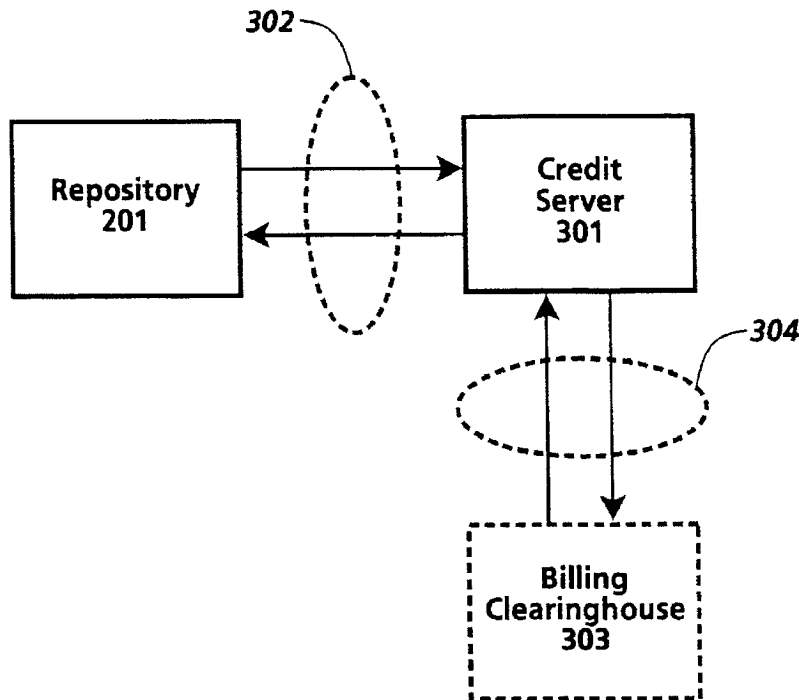 302
Repository
201
Credit
Server
301
304
Billing
Clearinghouse
303